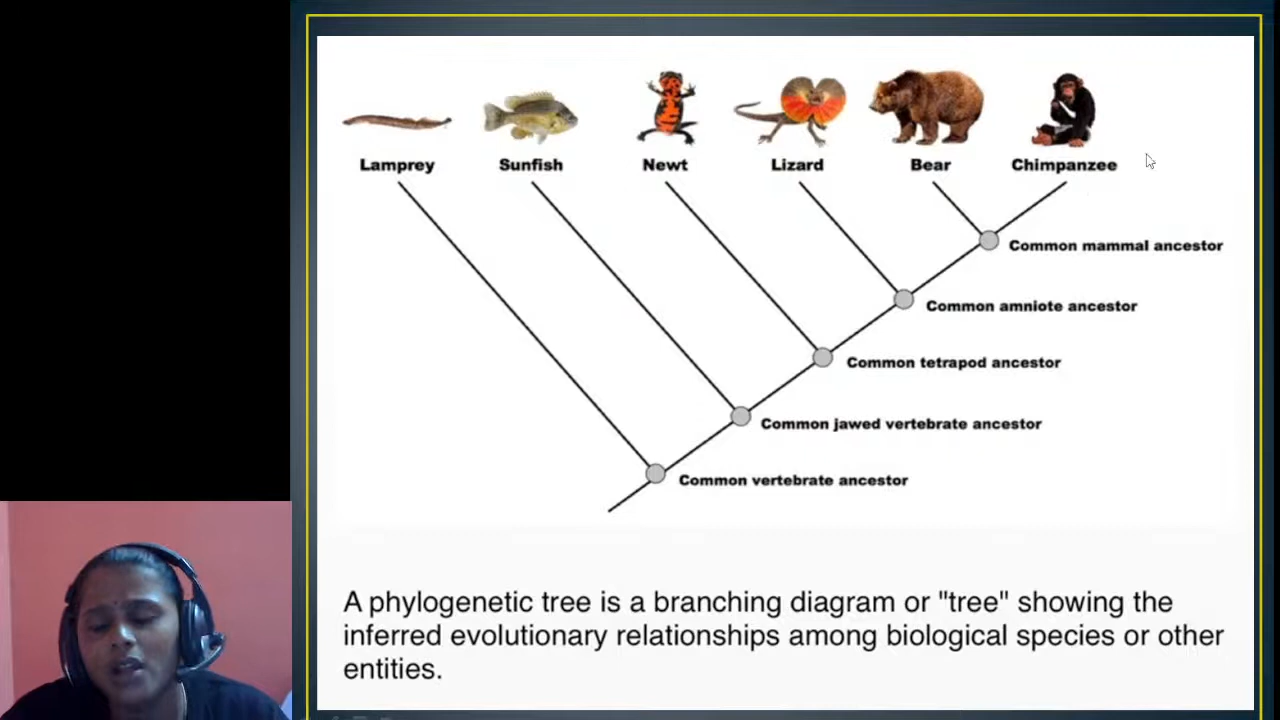 Lamprey
Sunfish
Newt
Lizard
Bear
Chimpanzee
Common mammal ancestor
Common amniote ancestor
Common tetrapod ancestor
Common jawed vertebrate ancestor
Common vertebrate ancestor
A phylogenetic tree is a branching diagram or "tree" showing the
inferred evolutionary relationships among biological species or other
entities.